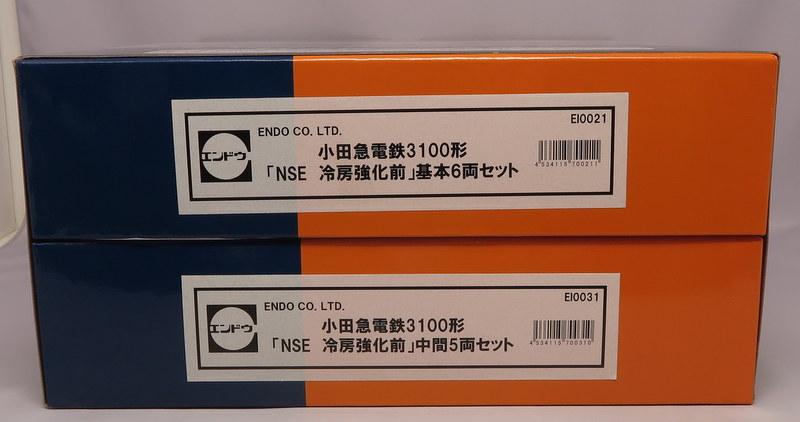 EI0021
ENDO CO. LTD.
エンドウ
小田急電鉄3100形
「NSE 冷房強化前」基本6両セット
4534115700211
EI0031
ENDO CO. LTD.
エンドウ
小田急電鉄3100形
「NSE 冷房強化前」中間5両セット
4534115700310